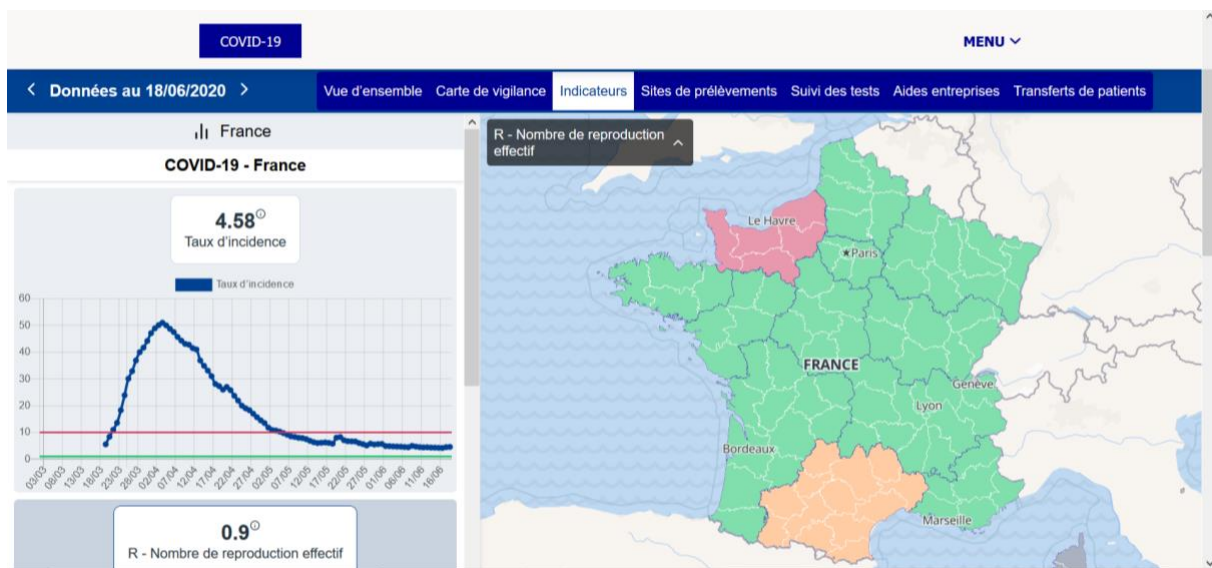 COVID-19
MENU
Données au 18/06/2020
Vue d'ensemble
Carte de vigilance
Indicateurs
Sites de prélèvements
Suivi des tests
Aides entreprises
Transferts de patients
France
COVID-19 - France
4.58
Taux d'incidence
Taux d'incidence
60
50
40
30
20
10
0
03/03
08/03
13/03
18/03
23/03
28/03
02/04
07/04
12/04
17/04
22/04
27/04
02/05
07/05
12/05
17/05
22/05
27/05
01/06
06/06
11/06
16/06
0.9
R - Nombre de reproduction effectif
R - Nombre de reproduction
effectif
Le Havre
Paris
FRANCE
Genève
Lyon
Bordeaux
Marseille